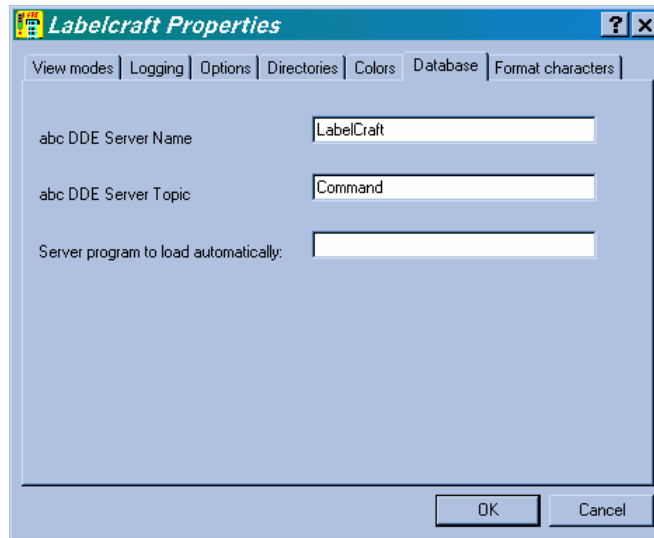 Labelcraft Properties
View modes Logging Options Directories Colors Database Format characters
abc DDE Server Name LabelCraft
abc DDE Server Topic Command
Server program to load automatically:
OK Cancel